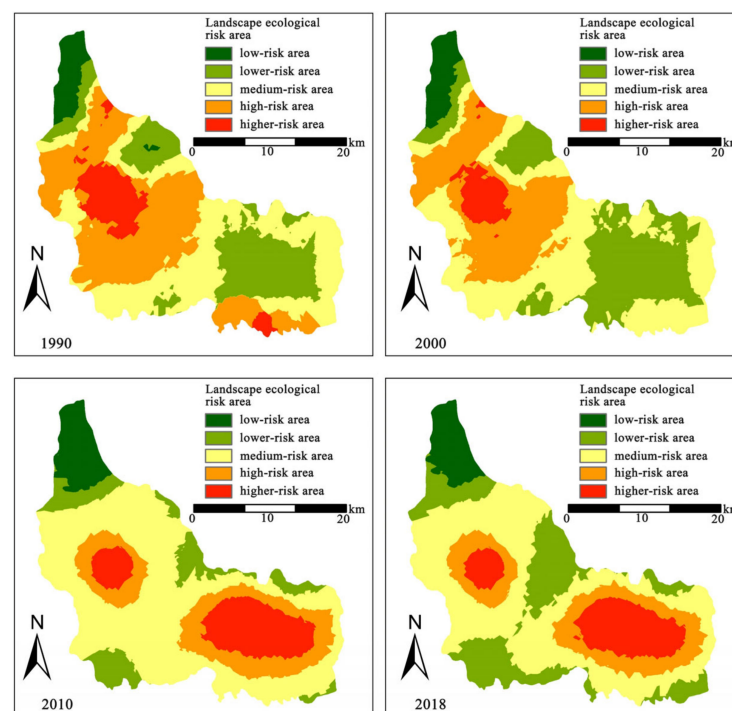 Landscape ecological
risk area
low-risk area
lower-risk area
medium-risk area
high-risk area
higher-risk area
km
0 10 20
N
1990
Landscape ecological
risk area
low-risk area
lower-risk area
medium-risk area
high-risk area
higher-risk area
km
0 10 20
N
2000
Landscape ecological
risk area
low-risk area
lower-risk area
medium-risk area
high-risk area
higher-risk area
km
0 10 20
N
2010
Landscape ecological
risk area
low-risk area
lower-risk area
medium-risk area
high-risk area
higher-risk area
km
0 10 20
N
2018